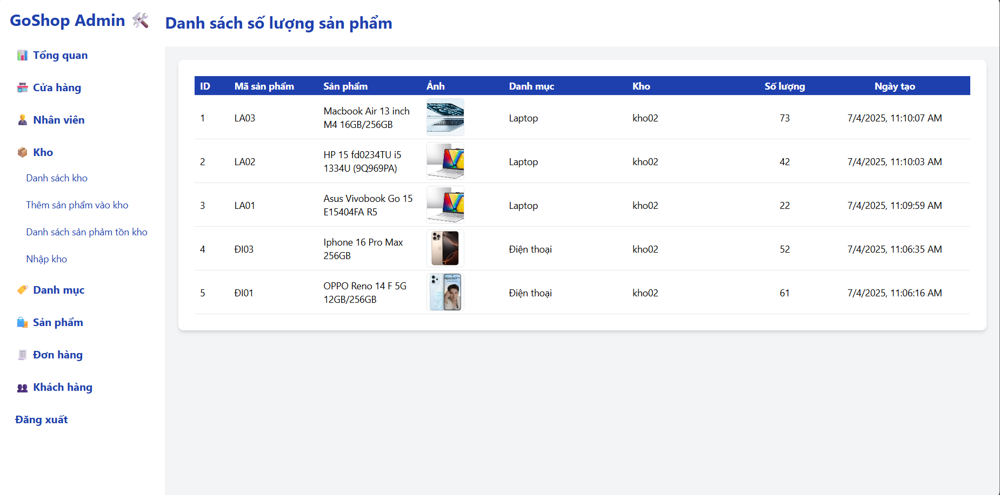 GoShop Admin
Danh sách số lượng sản phẩm
Tổng quan
Cửa hàng
Nhân viên
Kho
Danh sách kho
Thêm sản phẩm vào kho
Danh sách sản phảm tồn kho
Nhập kho
Danh mục
Sản phẩm
Đơn hàng
Khách hàng
Đăng xuất
ID Mã sản phẩm Sản phẩm Ảnh Danh mục Kho Số lượng Ngày tạo
1 LA03 Macbook Air 13 inch
M4 16GB/256GB
Laptop kho02 73 7/4/2025, 11:10:07 AM
2 LA02 HP 15 fd0234TU i5
1334U (9Q969PA)
Laptop kho02 42 7/4/2025, 11:10:03 AM
3 LA01 Asus Vivobook Go 15
E15404FA R5
Laptop kho02 22 7/4/2025, 11:09:59 AM
4 ĐI03 Iphone 16 Pro Max
256GB
Điện thoại kho02 52 7/4/2025, 11:06:35 AM
5 ĐI01 OPPO Reno 14 F 5G
12GB/256GB
Reno14 F
Điện thoại kho02 61 7/4/2025, 11:06:16 AM